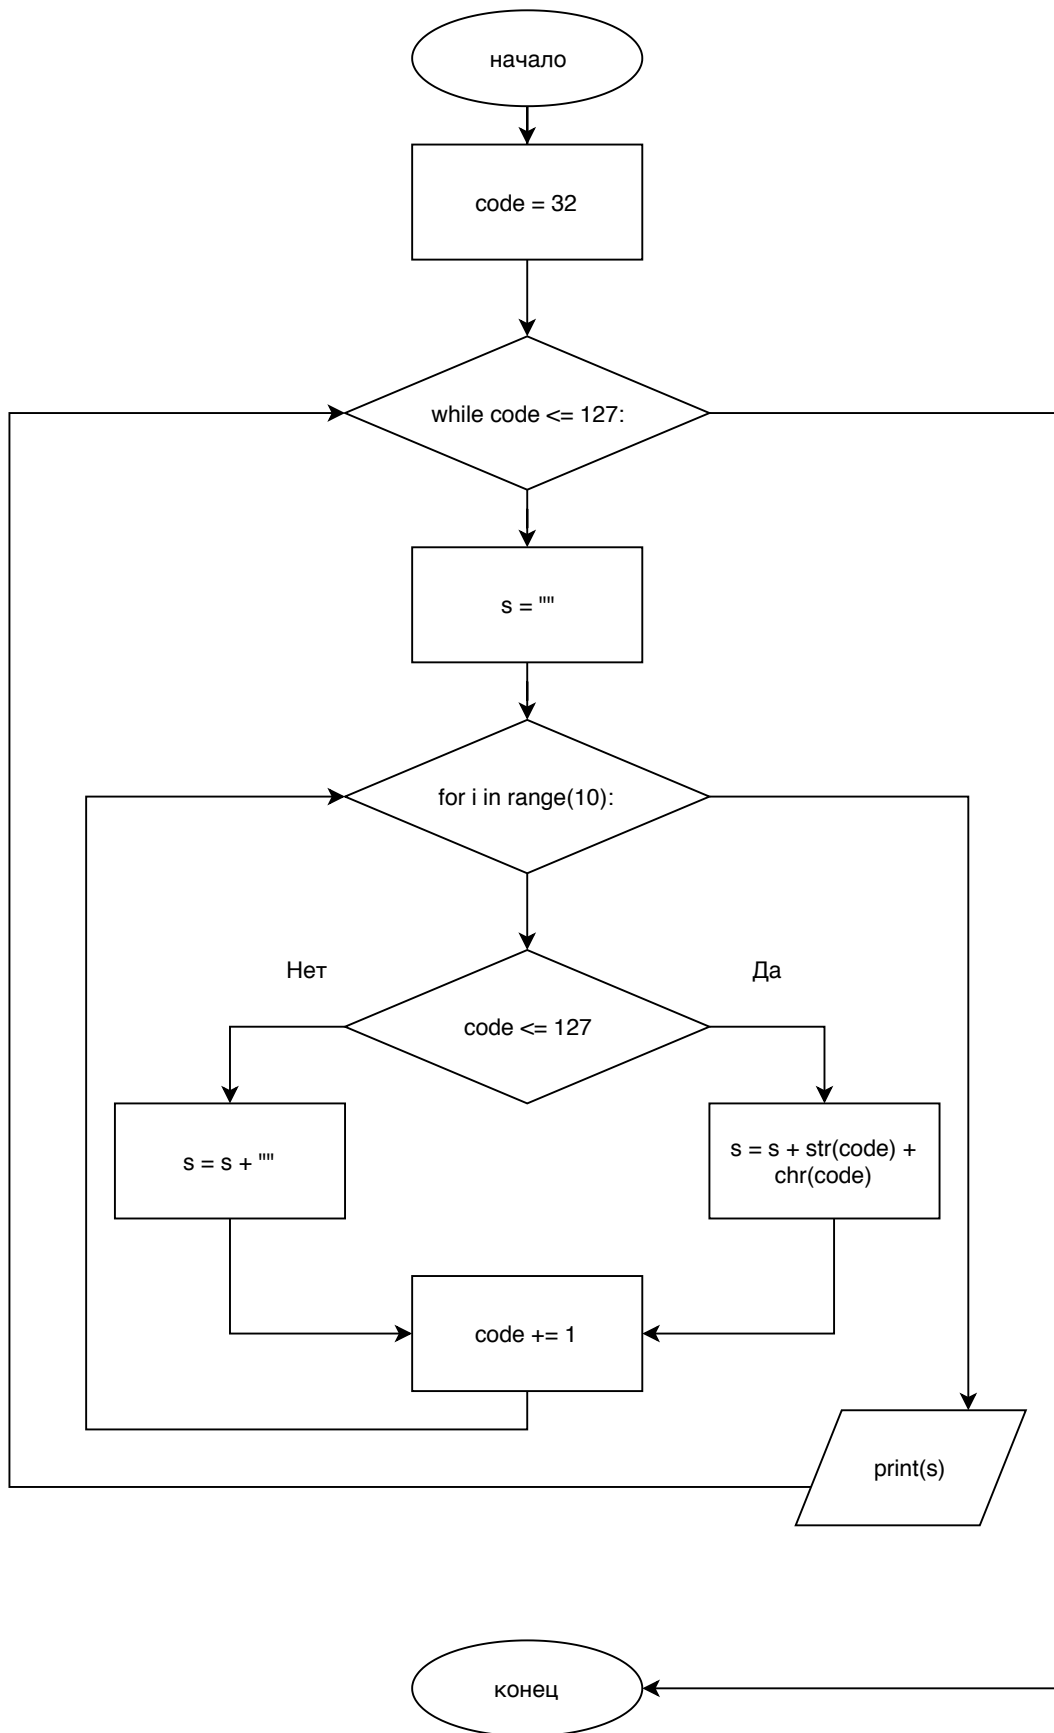 начало
code = 32
while code <= 127:
s = ""
for i in range(10):
Нет
Да
code <= 127
s = s + ""
s = s + str(code) +
chr(code)
code += 1
print(s)
конец